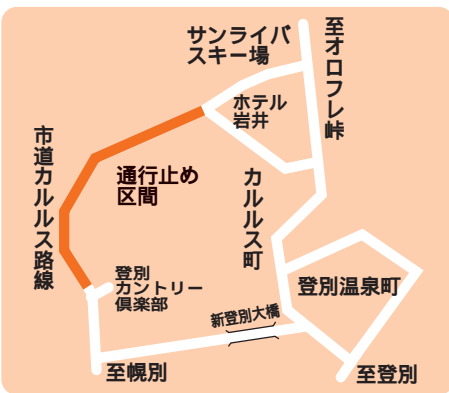 サンライバ
スキー場
至オロフレ峠
ホテル
岩井
市道カルルス路線
通行止め
区間
カルルス町
登別
カントリー
倶楽部
登別温泉町
新登別大橋
至幌別
至登別